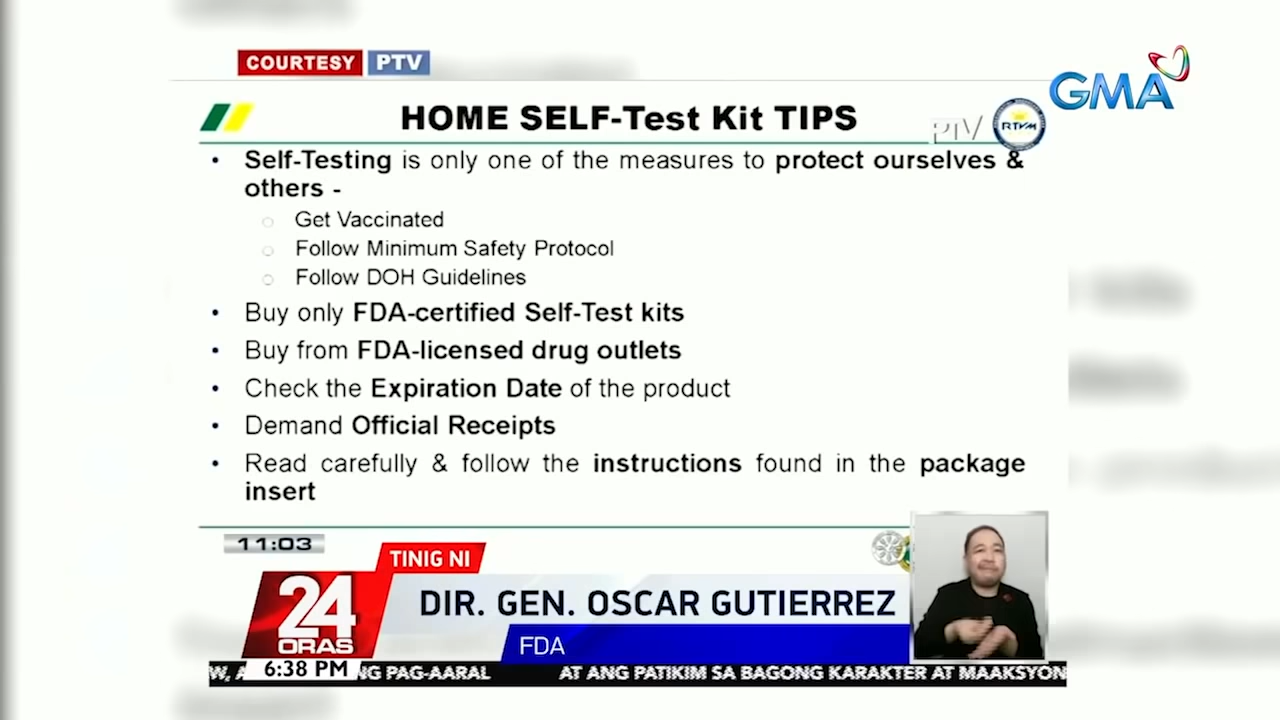 COURTESY PTV
GMA
HOME SELF-Test Kit TIPS
PTV
RTVM
• Self-Testing is only one of the measures to protect ourselves &
others -
○ Get Vaccinated
○ Follow Minimum Safety Protocol
○ Follow DOH Guidelines
• Buy only FDA-certified Self-Test kits
• Buy from FDA-licensed drug outlets
• Check the Expiration Date of the product
• Demand Official Receipts
• Read carefully & follow the instructions found in the package
insert
11:03
TINIG NI
24
ORAS
DIR. GEN. OSCAR GUTIERREZ
FDA
6:38 PM
NG PAG-AARAL AT ANG PATIKIM SA BAGONG KARAKTER AT MAAKSYON